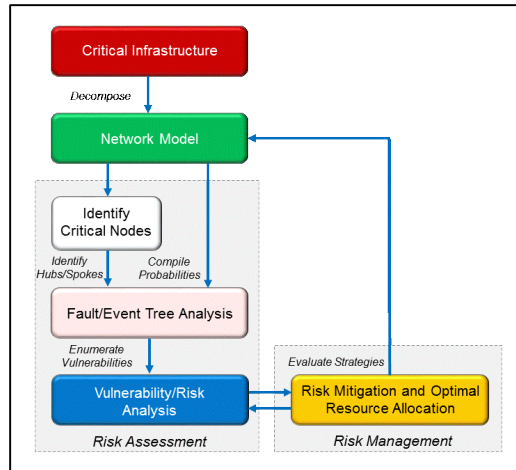 Critical Infrastructure
Decompose
Network Model
Identify
Critical Nodes
Identify
Hubs/Spokes
Compile
Probabilities
Fault/Event Tree Analysis
Enumerate
Vulnerabilities
Evaluate Strategies
Vulnerability/Risk
Analysis
Risk Mitigation and Optimal
Resource Allocation
Risk Assessment
Risk Management